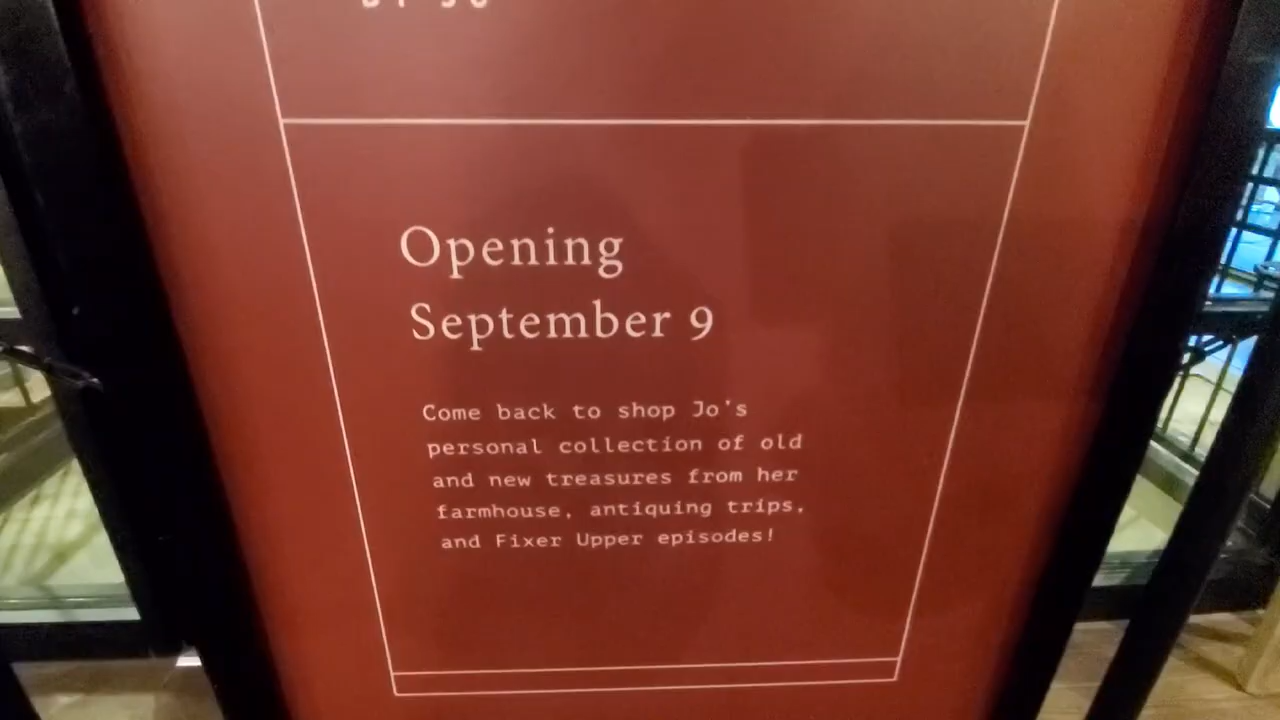 Opening
September 9
Come back to shop Jo's
personal collection of old
and new treasures from her
farmhouse, antiquing trips,
and Fixer Upper episodes!